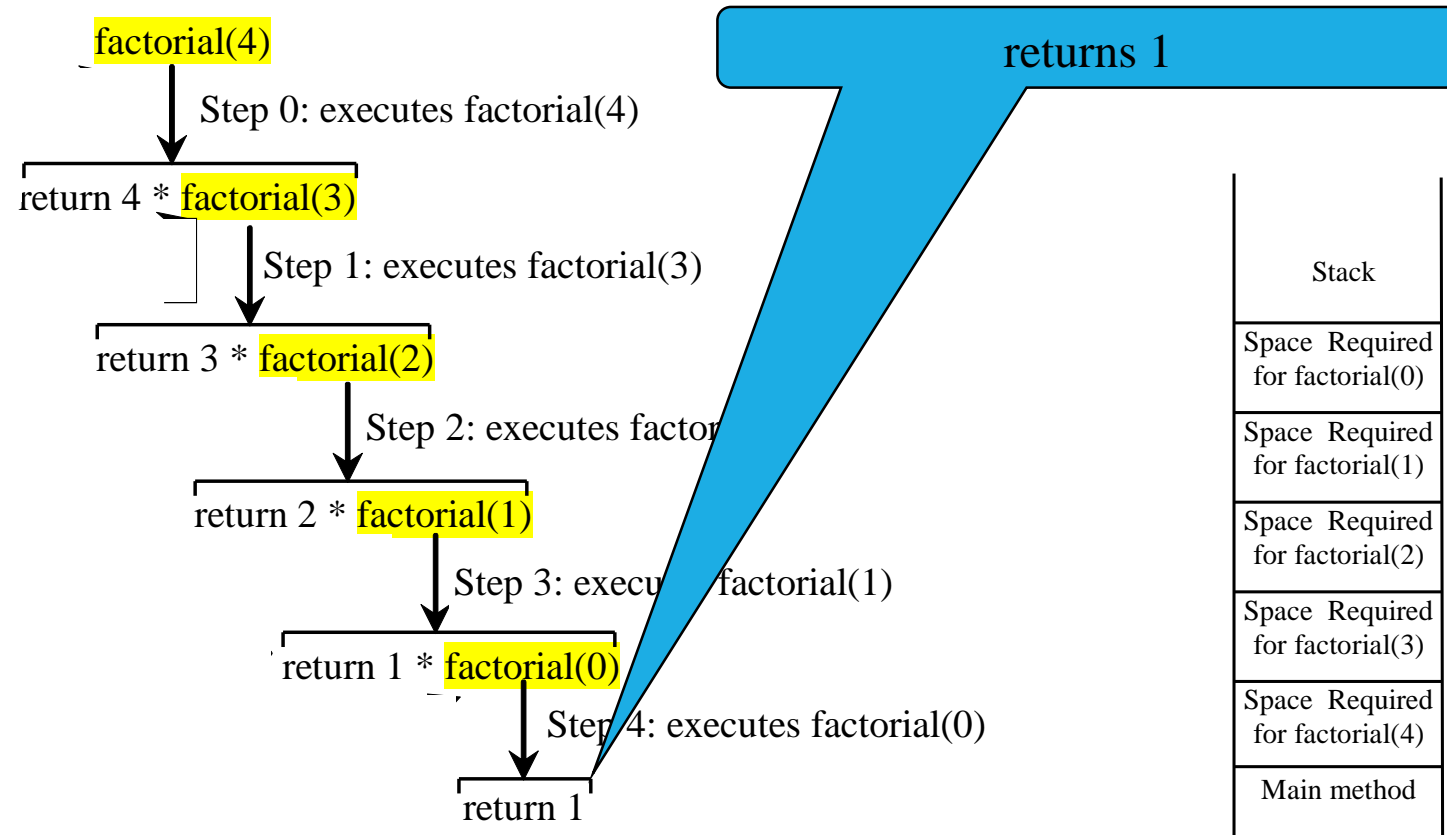 factorial(4)
returns 1
Step 0: executes factorial(4)
return 4 * factorial(3)
Step 1: executes factorial(3)
return 3 * factorial(2)
Step 2: executes
return 2 * factorial(1)
Step 3: factorial(1)
return 1 * factorial(0)
Step 4: executes factorial(0)
return 1
Stack
Space Required
for factorial(0)
Space Required
for factorial(1)
Space Required
for factorial(2)
Space Required
for factorial(3)
Space Required
for factorial(4)
Main method